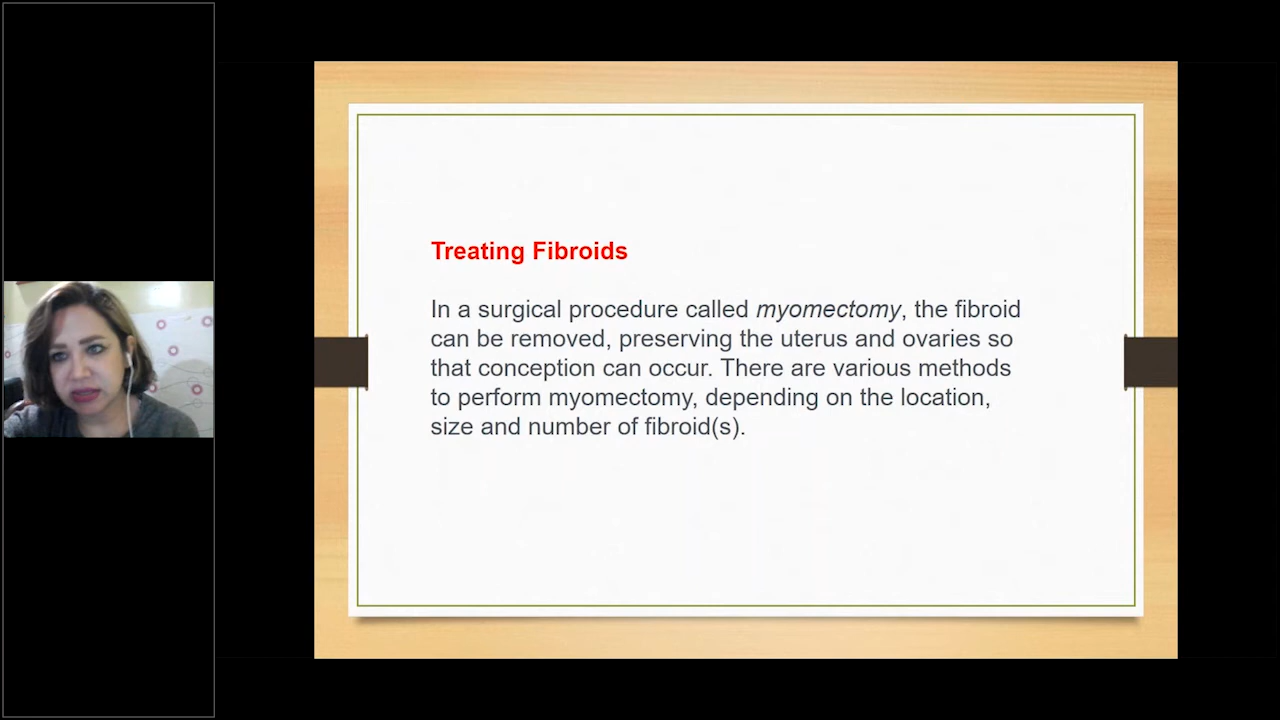 Treating Fibroids
In a surgical procedure called myomectomy, the fibroid
can be removed, preserving the uterus and ovaries so
that conception can occur. There are various methods
to perform myomectomy, depending on the location,
size and number of fibroid(s).